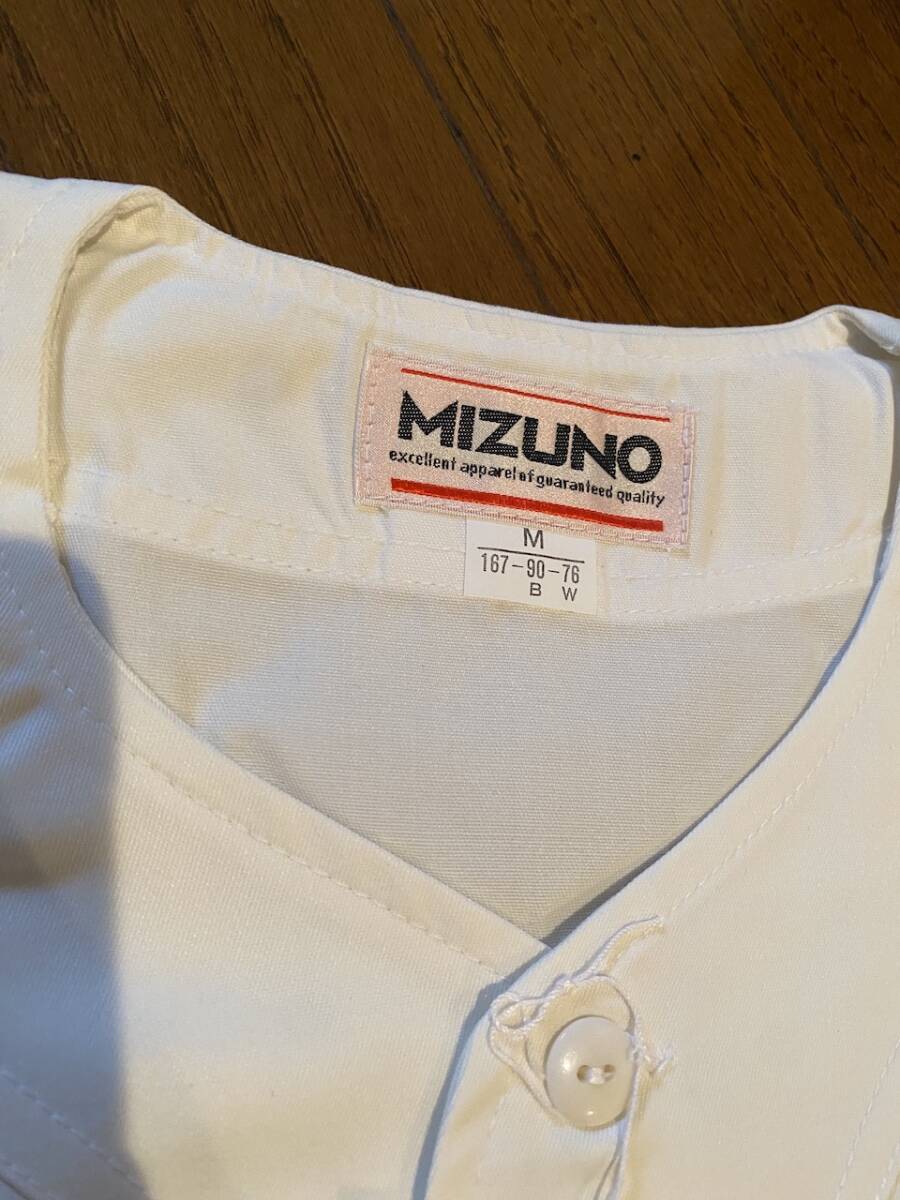 MIZUNO
excellent apparel of guaranteed quality
M
167-90-76
B W